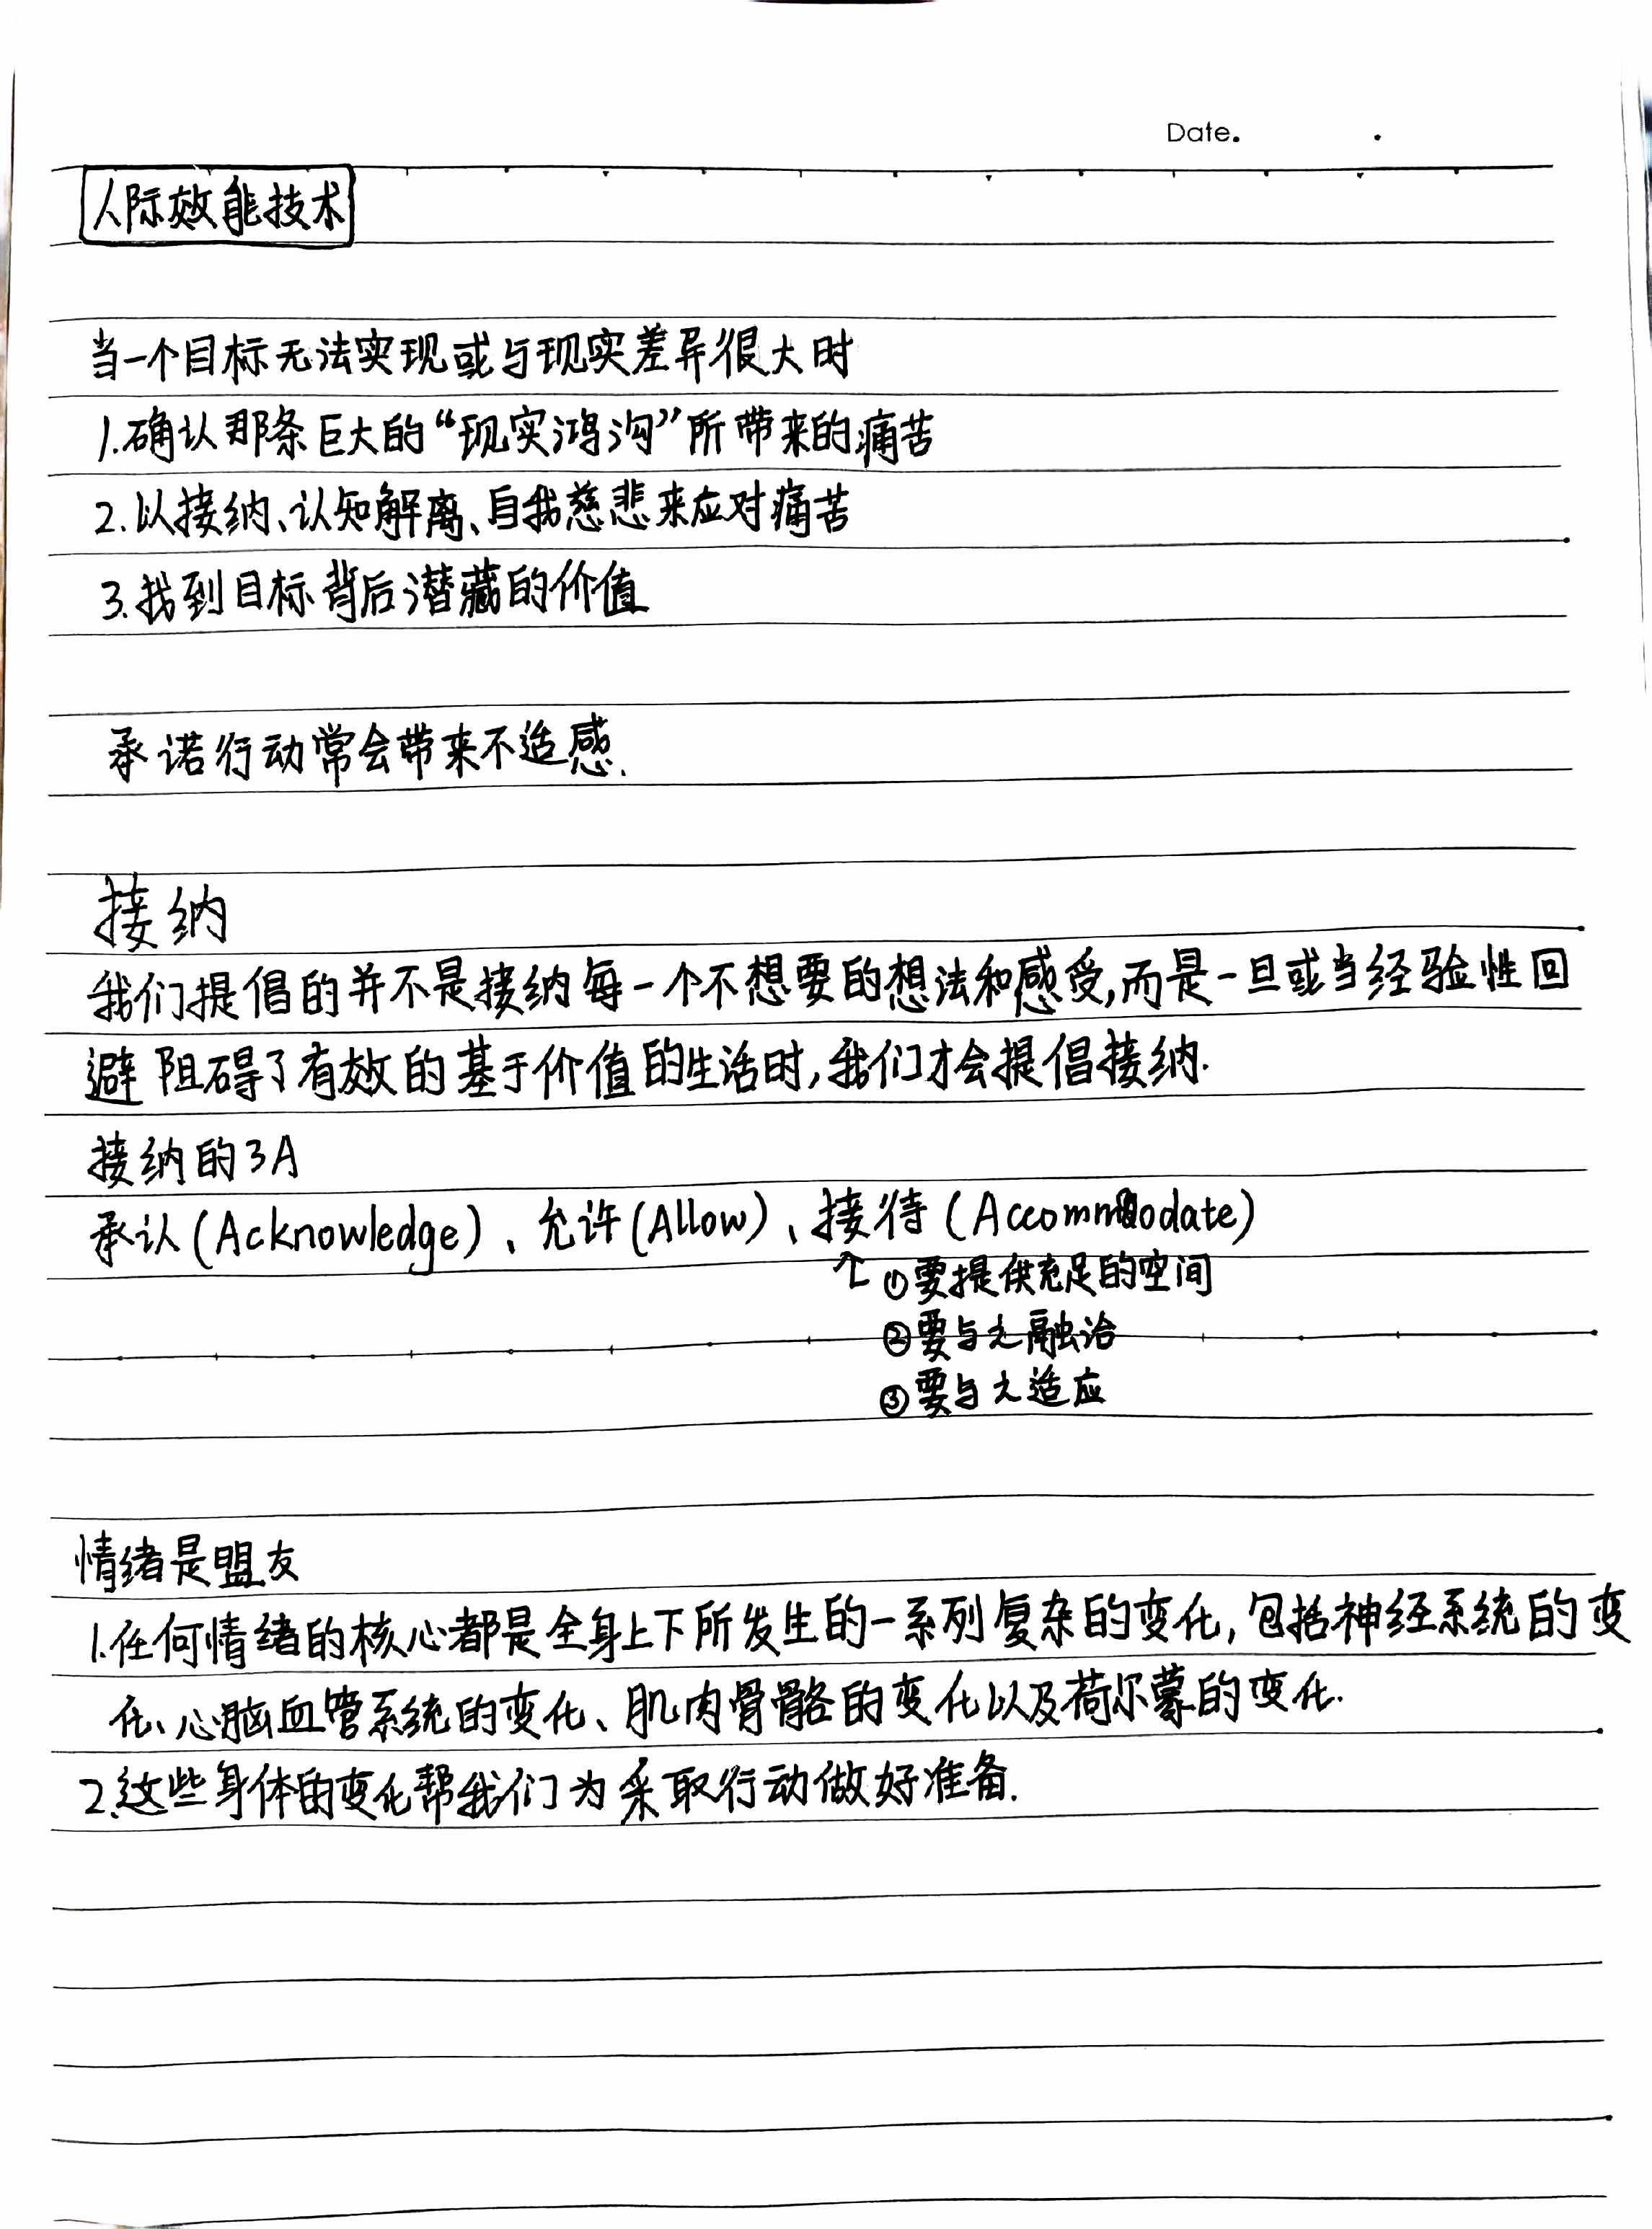 Date.
人际效能技术
当一个目标无法实现或与现实差异很大时
1.确认那条巨大的“现实鸿沟”所带来的痛苦
2.以接纳、认知解离、自我慈悲来应对痛苦
3.找到目标背后潜藏的价值
承诺行动常会带来不适感.
接纳
我们提倡的并不是接纳每一个不想要的想法和感受,而是一旦或当经验性回
避阻碍了有效的基于价值的生活时,我们才会提倡接纳.
接纳的3A
承认(Acknowledge)、允许(Allow)、接待(Accommodate)
↑①要提供充足的空间
②要与之融洽
③要与之适应
情绪是盟友
1.任何情绪的核心都是全身上下所发生的一系列复杂的变化,包括神经系统的变
化、心脑血管系统的变化、肌肉骨骼的变化以及荷尔蒙的变化.
2.这些身体的变化帮我们为采取行动做好准备.